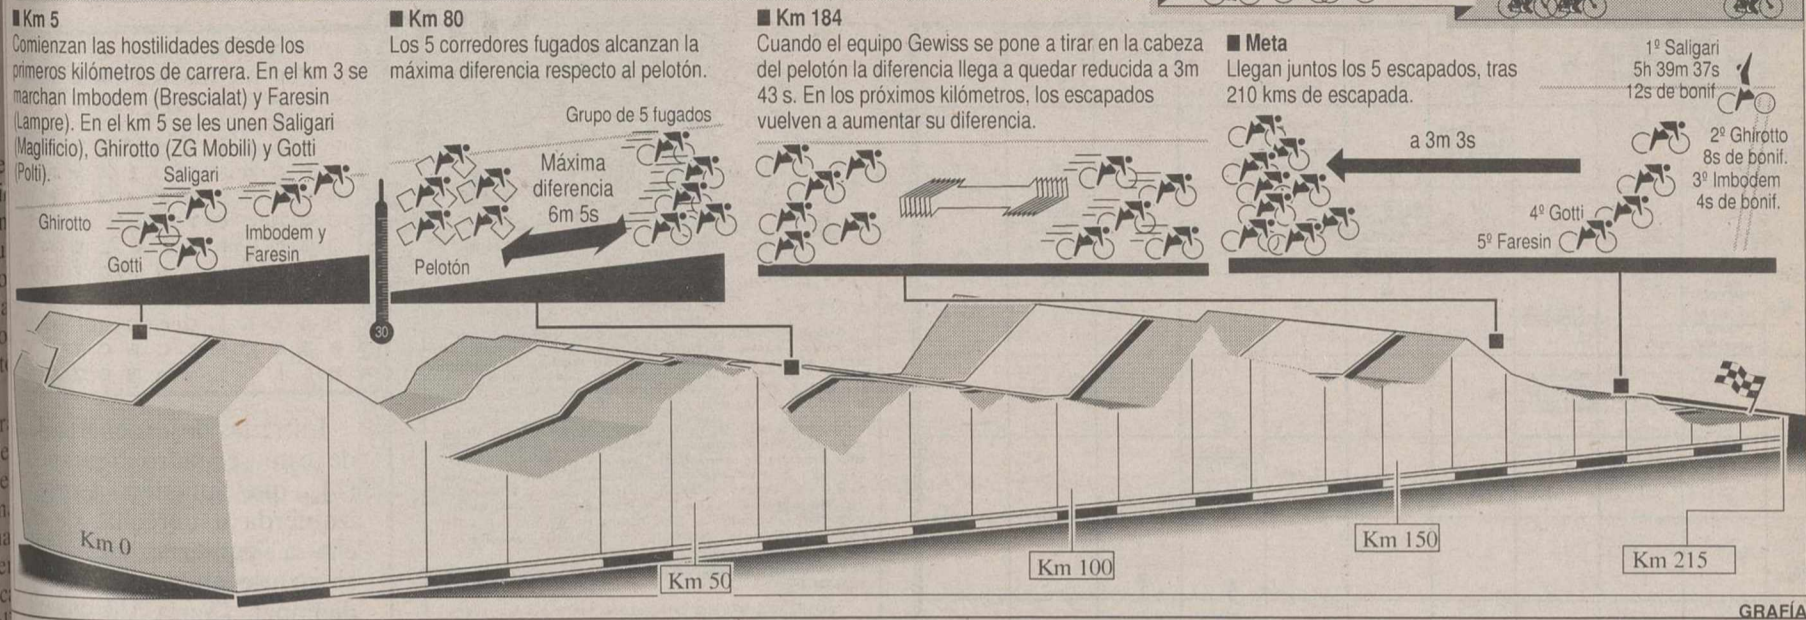 ■ Km 5
Comienzan las hostilidades desde los
primeros kilómetros de carrera. En el km 3 se
marchan Imbodem (Brescialat) y Faresin
(Lampre). En el km 5 se les unen Saligari
(Maglificio), Ghirotto (ZG Mobili) y Gotti
(Polti).
Saligari
Ghirotto
Imbodem y
Faresin
Gotti
30
■ Km 80
Los 5 corredores fugados alcanzan la
máxima diferencia respecto al pelotón.
Grupo de 5 fugados
Máxima
diferencia
6m 5s
Pelotón
■ Km 184
Cuando el equipo Gewiss se pone a tirar en la cabeza
del pelotón la diferencia llega a quedar reducida a 3m
43 s. En los próximos kilómetros, los escapados
vuelven a aumentar su diferencia.
■ Meta
Llegan juntos los 5 escapados, tras
210 kms de escapada.
a 3m 3s
1º Saligari
5h 39m 37s
12s de bonif.
2º Ghirotto
8s de bonif.
3º Imbodem
4s de bonif.
4º Gotti
5º Faresin
Km 0
Km 50
Km 100
Km 150
Km 215
GRAFÍA